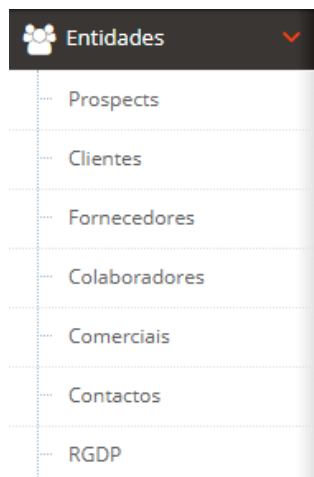 Entidades
Prospects
Clientes
Fornecedores
Colaboradores
Comerciais
Contactos
RGDP